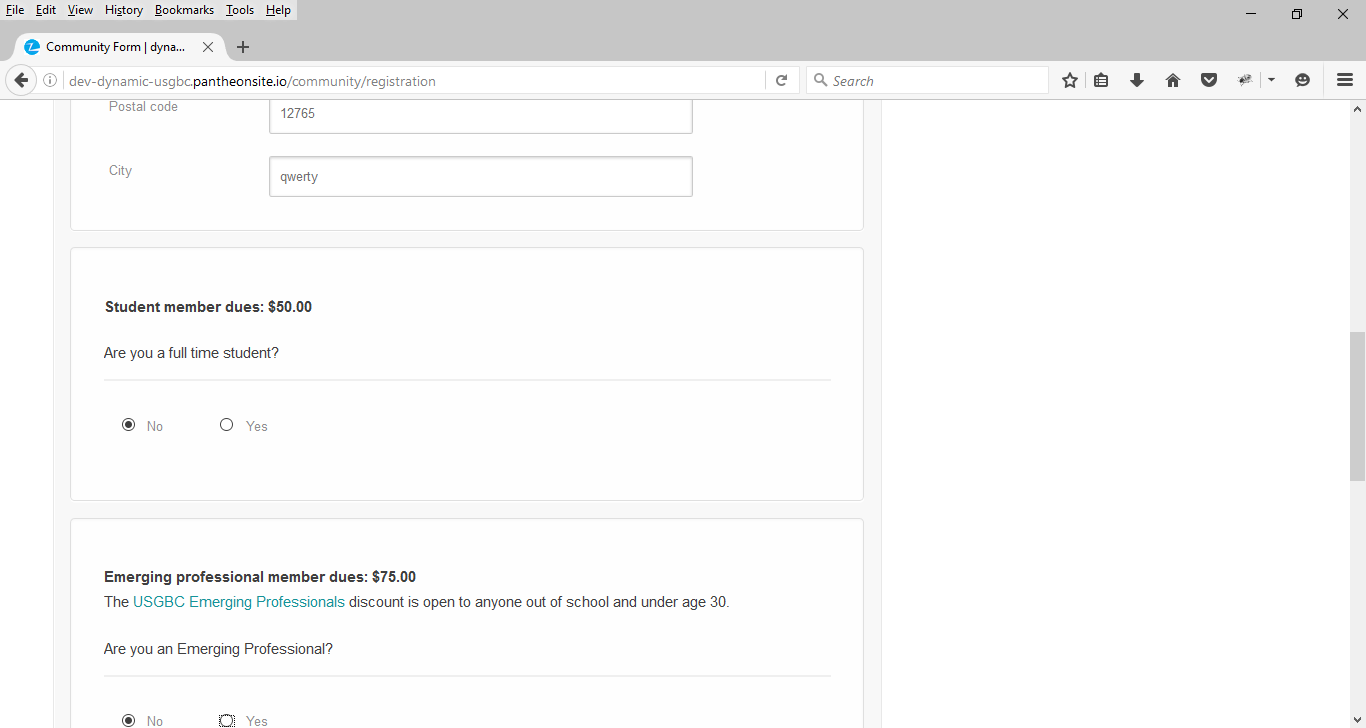 File Edit View History Bookmarks Tools Help
Community Form | dyna...
dev-dynamic-usgbc.pantheonsite.io/community/registration
Search
Postal code
12765
City
qwerty
Student member dues: $50.00
Are you a full time student?
No Yes
Emerging professional member dues: $75.00
The USGBC Emerging Professionals discount is open to anyone out of school and under age 30.
Are you an Emerging Professional?
No Yes